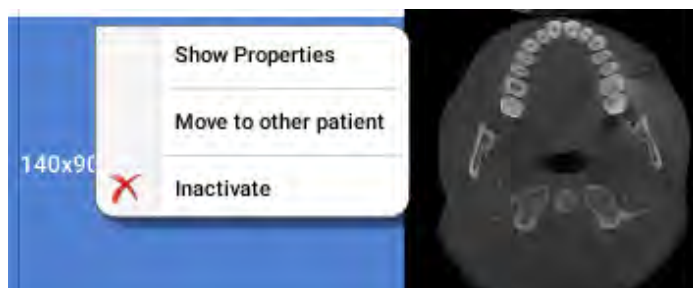 Show Properties
Move to other patient
140x90
Inactivate